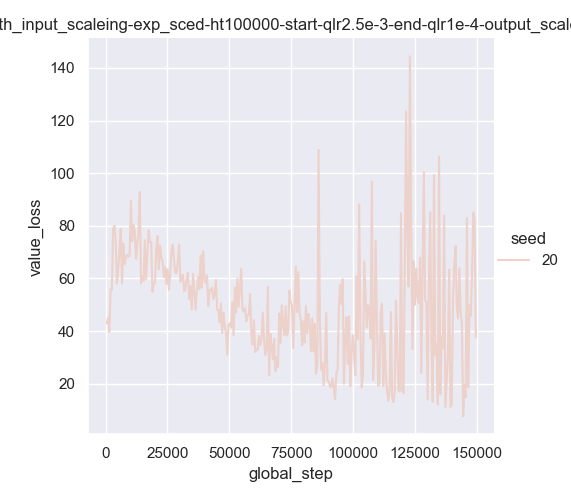 th_input_scaleing-exp_sced-ht100000-start-qlr2.5e-3-end-qlr1e-4-output_scale
140
120
100
80
60
40
20
value_loss
seed
20
0 25000 50000 75000 100000 125000 150000
global_step